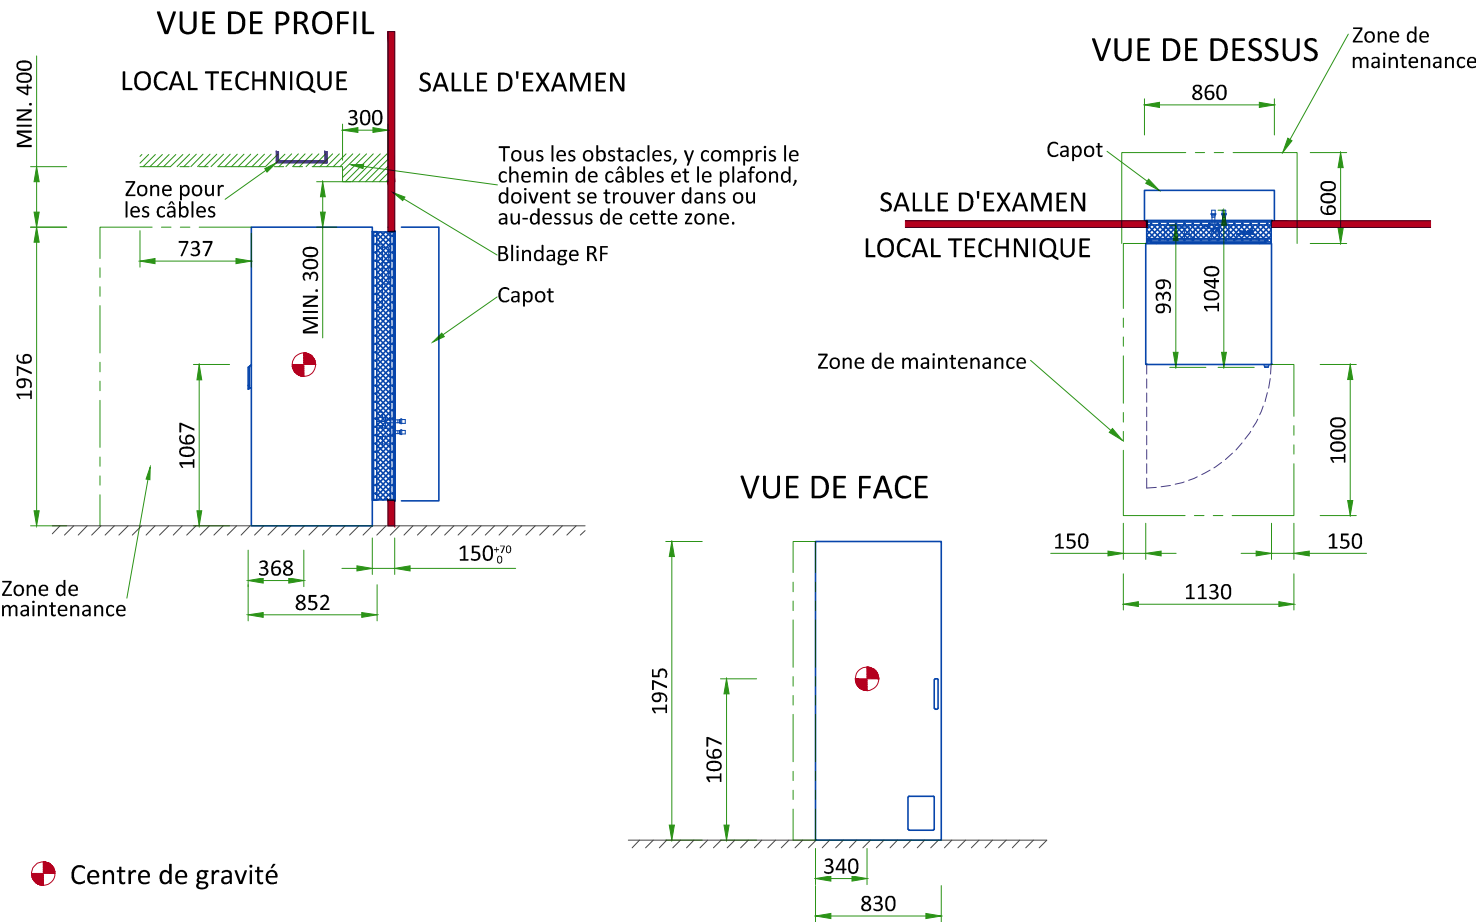 VUE DE PROFIL
LOCAL TECHNIQUE
SALLE D'EXAMEN
MIN. 400
300
Tous les obstacles, y compris le
chemin de câbles et le plafond,
doivent se trouver dans ou
au-dessus de cette zone.
Zone pour
les câbles
737
MIN. 300
Blindage RF
Capot
1976
1067
368
852
150 +70 0
Zone de
maintenance
VUE DE DESSUS
Zone de
maintenance
860
Capot
SALLE D'EXAMEN
LOCAL TECHNIQUE
600
939
1040
Zone de maintenance
1000
150
150
1130
VUE DE FACE
1975
1067
340
830
Centre de gravité